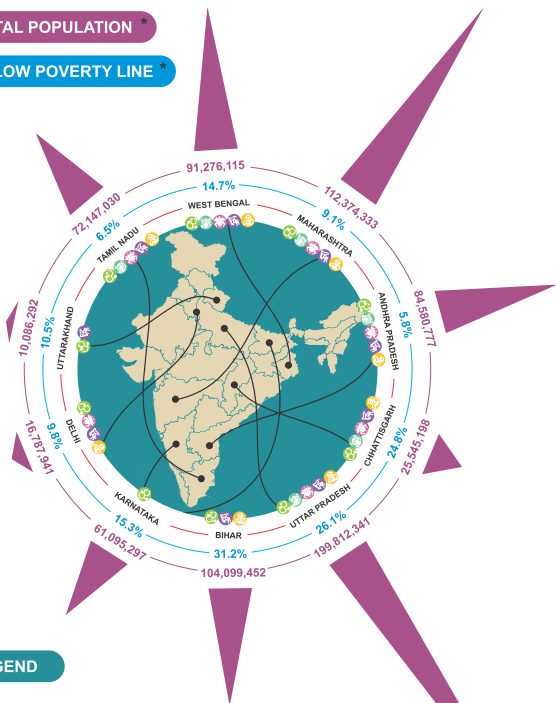 TAL POPULATION *
LOW POVERTY LINE *
91,276,115
14.7%
WEST BENGAL
112,374,333
9.1%
MAHARASHTRA
84,580,777
5.8%
ANDHRA PRADESH
25,545,198
24.8%
CHHATTISGARH
199,812,341
26.1%
UTTAR PRADESH
104,099,452
31.2%
BIHAR
61,095,297
15.3%
KARNATAKA
16,787,941
9.8%
DELHI
10,086,292
10.5%
UTTARAKHAND
72,147,030
6.5%
TAMIL NADU
GEND